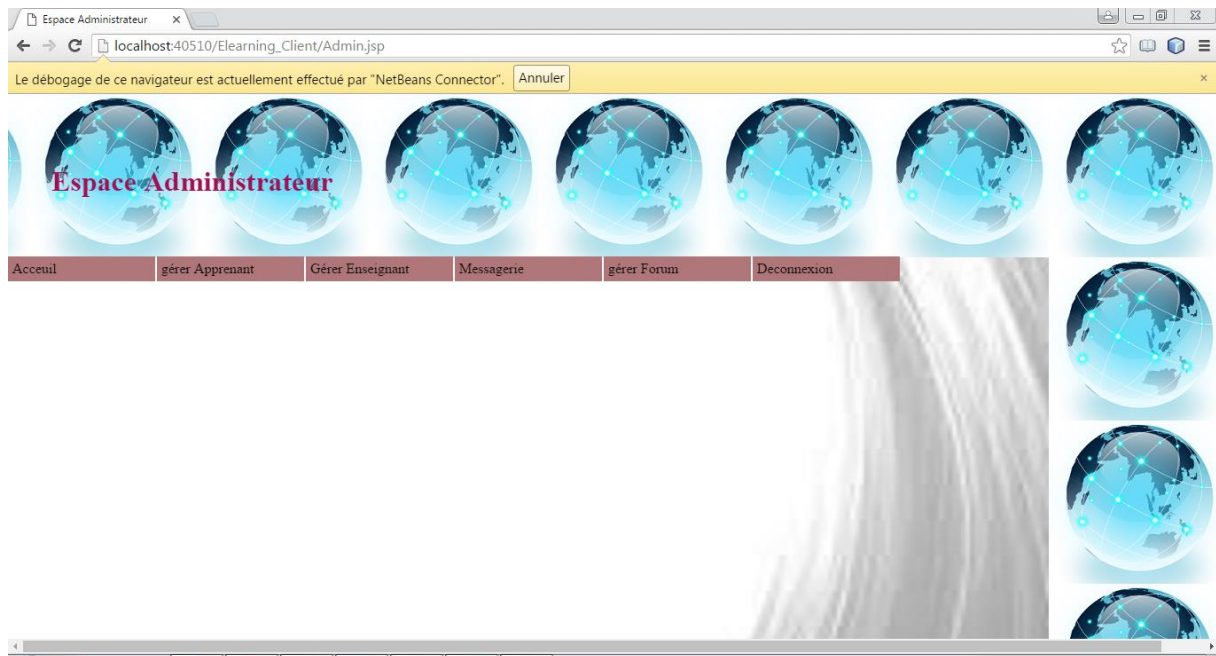 Espace Administrateur
localhost:40510/Elearning_Client/Admin.jsp
Le débogage de ce navigateur est actuellement effectué par "NetBeans Connector". Annuler
Espace Administrateur
Acceuil gérer Apprenant Gérer Enseignant Messagerie gérer Forum Deconnexion